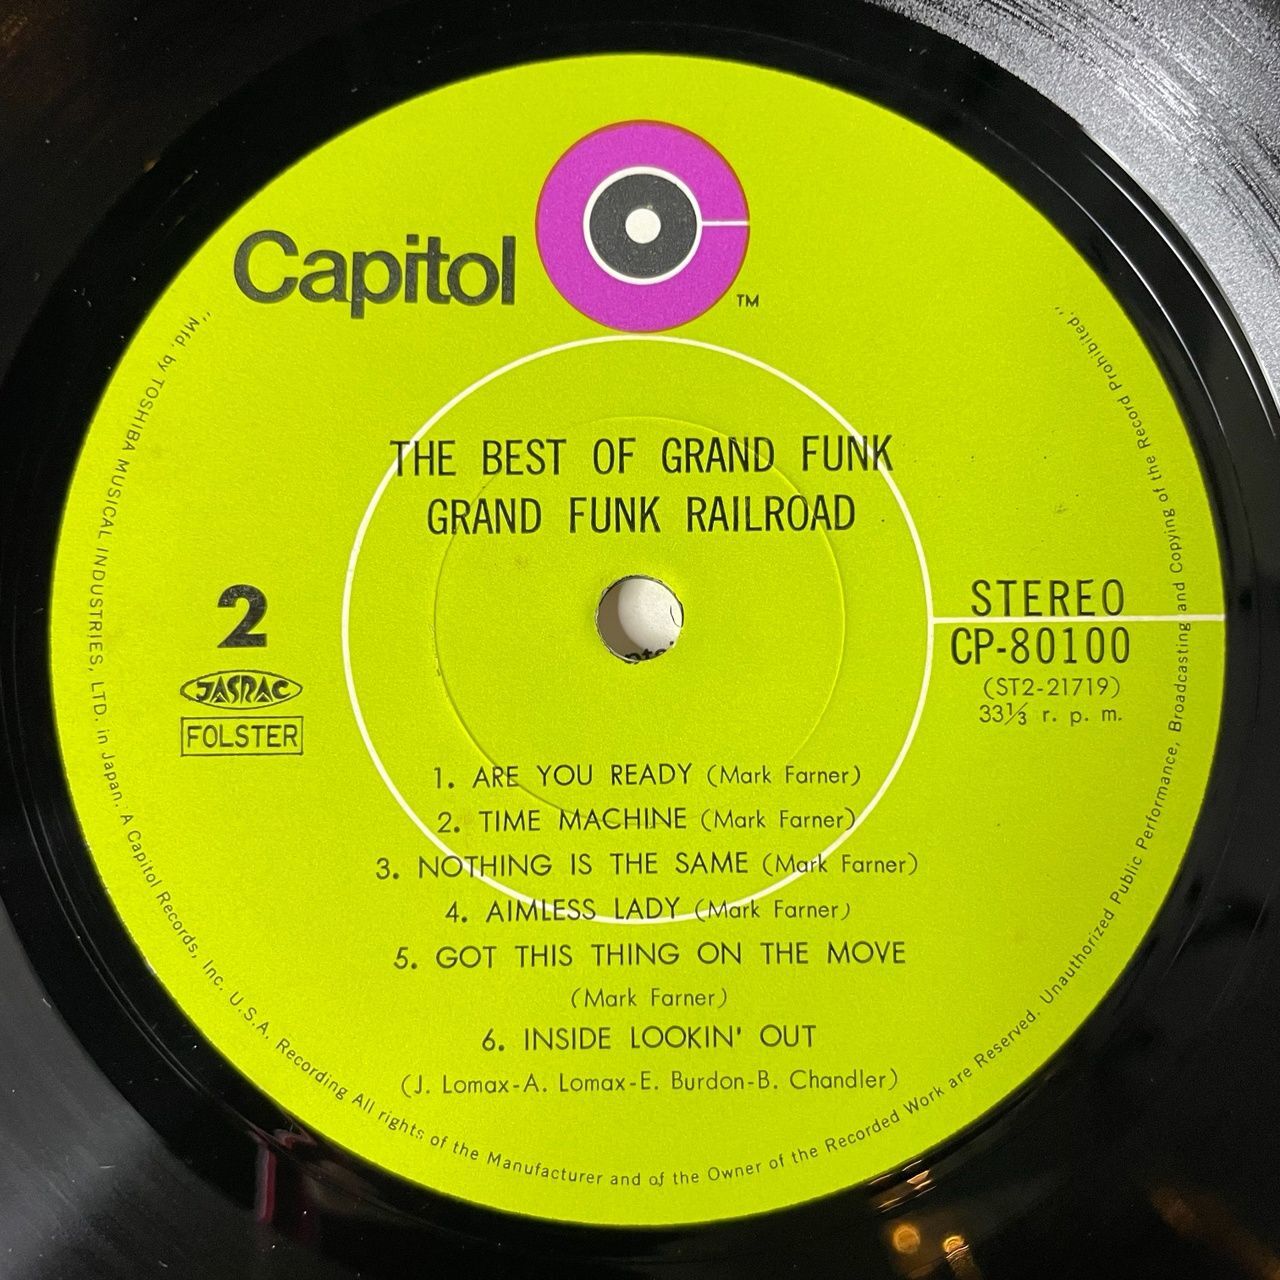 Capitol
TM
THE BEST OF GRAND FUNK
GRAND FUNK RAILROAD
2
JASRAC
FOLSTER
STEREO
CP-80100
(ST2-21719)
33⅓ r. p. m.
1. ARE YOU READY (Mark Farner)
2. TIME MACHINE (Mark Farner)
3. NOTHING IS THE SAME (Mark Farner)
4. AIMLESS LADY (Mark Farner)
5. GOT THIS THING ON THE MOVE
(Mark Farner)
6. INSIDE LOOKIN' OUT
(J. Lomax-A. Lomax-E. Burdon-B. Chandler)
"Mfd. by TOSHIBA MUSICAL INDUSTRIES, LTD. in Japan. A Capitol Records, Inc. U.S.A. Recording All rights of the Manufacturer and of the Owner of the Recorded Work are Reserved. Unauthorized Public Performance, Broadcasting and Copying of the Record Prohibited."